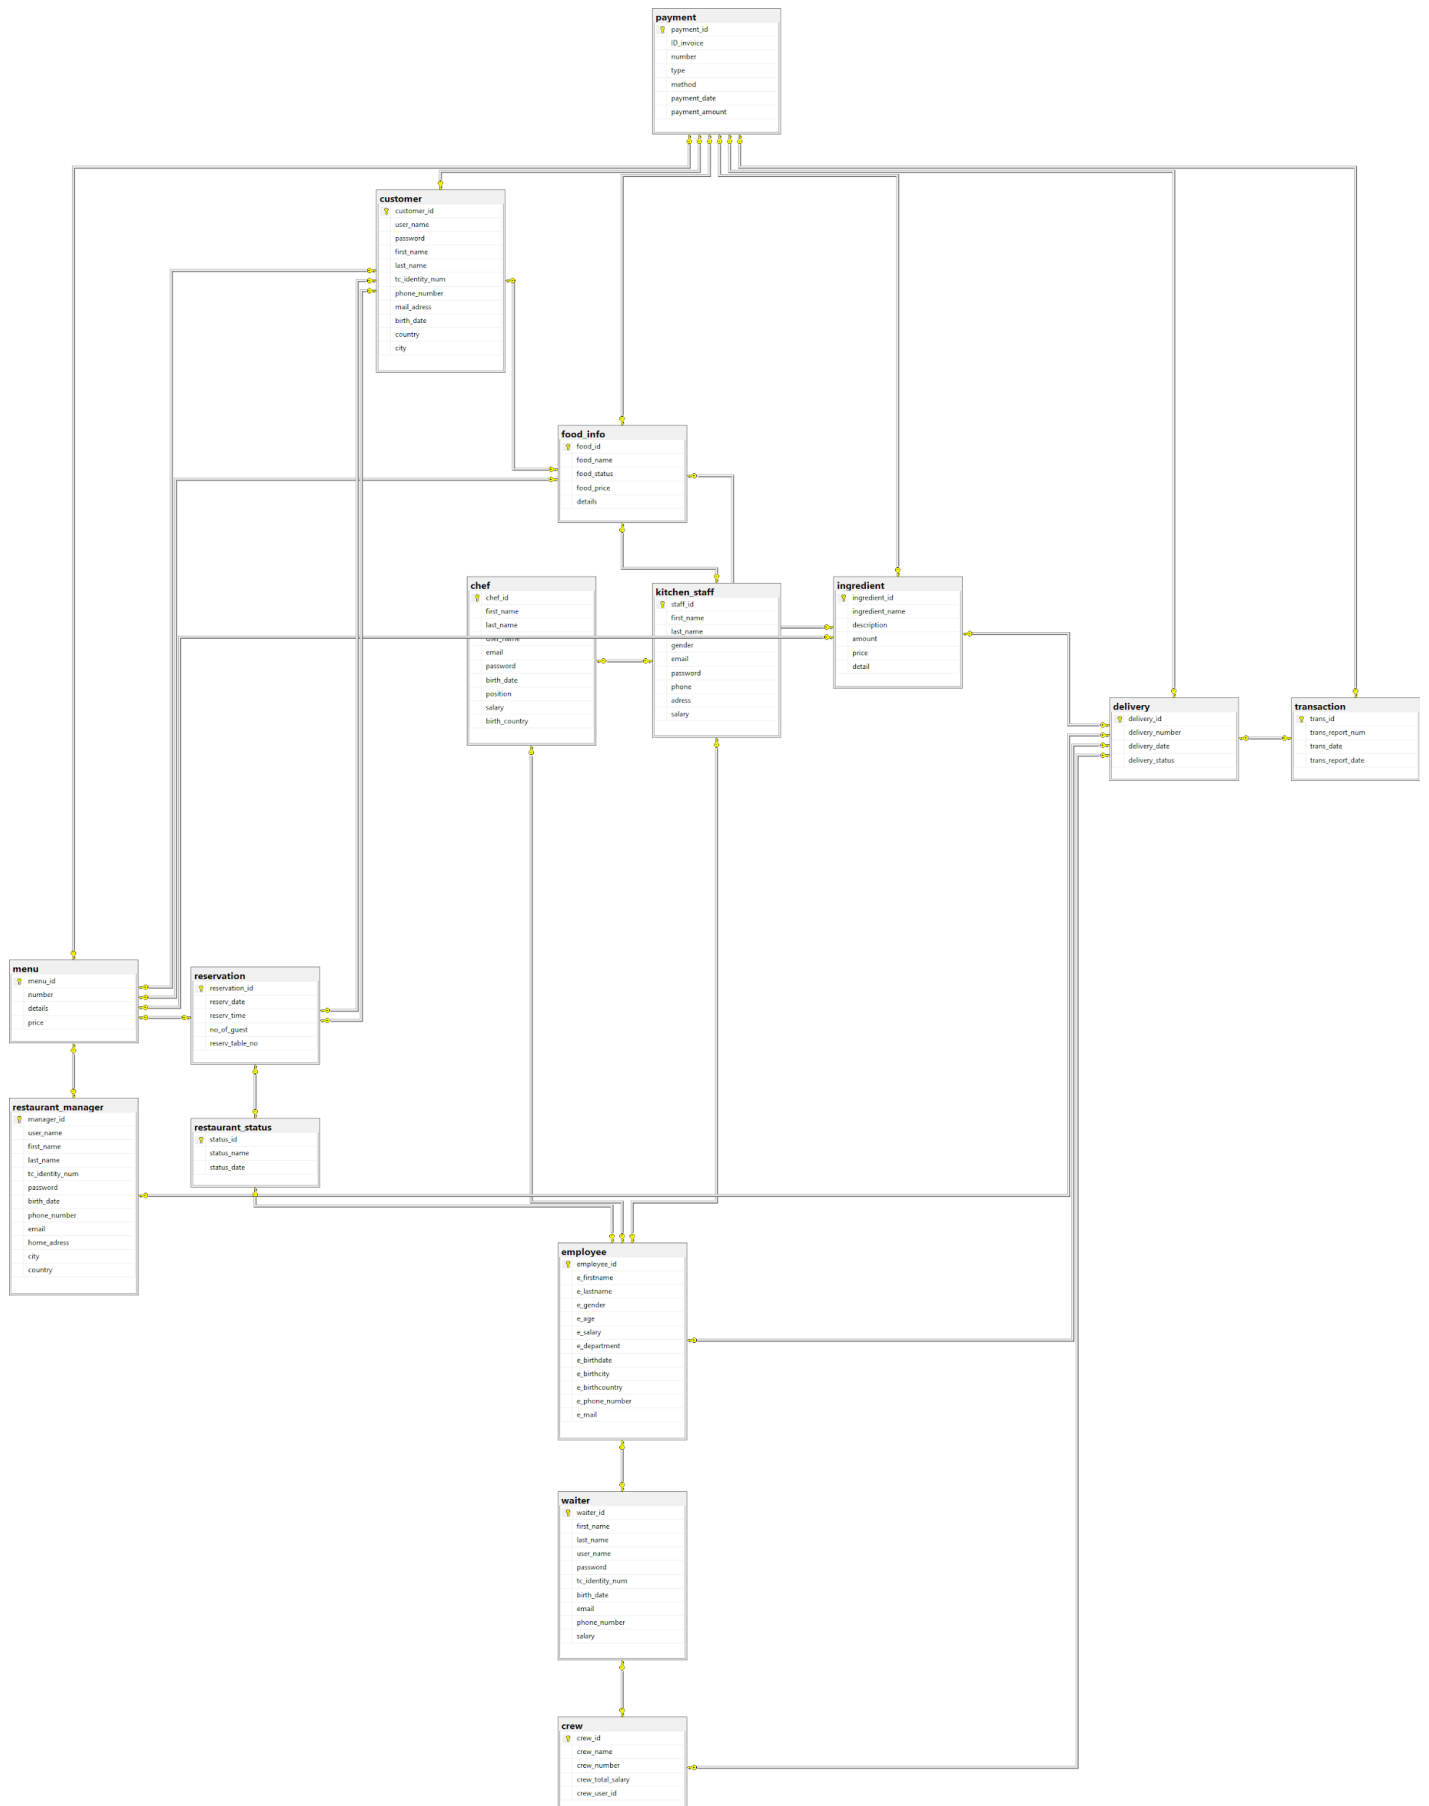 payment
payment_id
ID_invoice
number
type
method
payment_date
payment_amount
customer
customer_id
user_name
password
first_name
last_name
tc_identity_num
phone_number
mail_adress
birth_date
country
city
food_info
food_id
food_name
food_status
food_price
details
chef
chef_id
first_name
last_name
user_name
email
password
birth_date
position
salary
birth_country
kitchen_staff
staff_id
first_name
last_name
gender
email
password
phone
adress
salary
ingredient
ingredient_id
ingredient_name
description
amount
price
detail
delivery
delivery_id
delivery_number
delivery_date
delivery_status
transaction
trans_id
trans_report_num
trans_date
trans_report_date
menu
menu_id
number
details
price
reservation
reservation_id
reserv_date
reserv_time
no_of_guest
reserv_table_no
restaurant_manager
manager_id
user_name
first_name
last_name
tc_identity_num
password
birth_date
phone_number
email
home_adress
city
country
restaurant_status
status_id
status_name
status_date
employee
employee_id
e_firstname
e_lastname
e_gender
e_age
e_salary
e_department
e_birthdate
e_birthcity
e_birthcountry
e_phone_number
e_mail
waiter
waiter_id
first_name
last_name
user_name
password
tc_identity_num
birth_date
email
phone_number
salary
crew
crew_id
crew_name
crew_number
crew_total_salary
crew_user_id